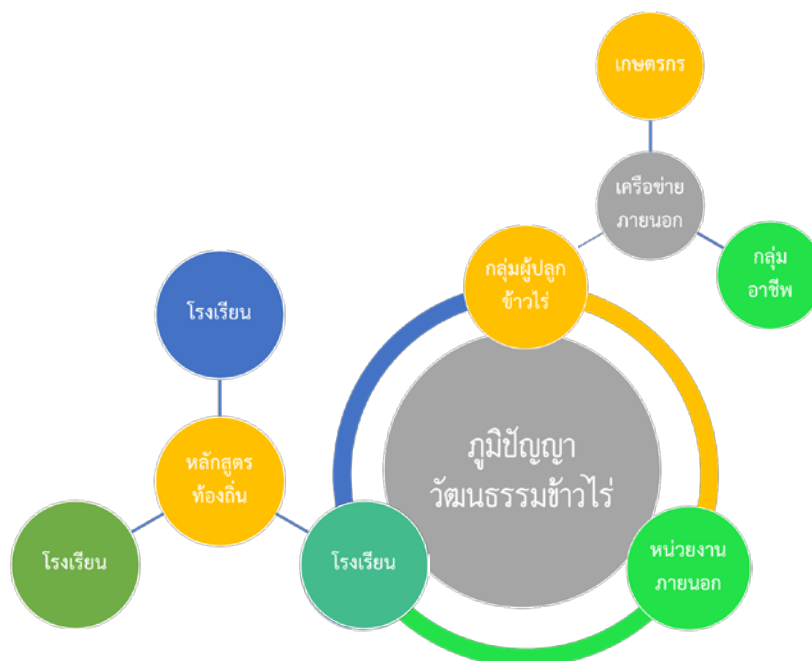 เกษตรกร
เครือข่าย
ภายนอก
กลุ่ม
อาชีพ
กลุ่มผู้ปลูก
ข้าวไร่
โรงเรียน
ภูมิปัญญา
วัฒนธรรมข้าวไร่
หลักสูตร
ท้องถิ่น
โรงเรียน
โรงเรียน
หน่วยงาน
ภายนอก